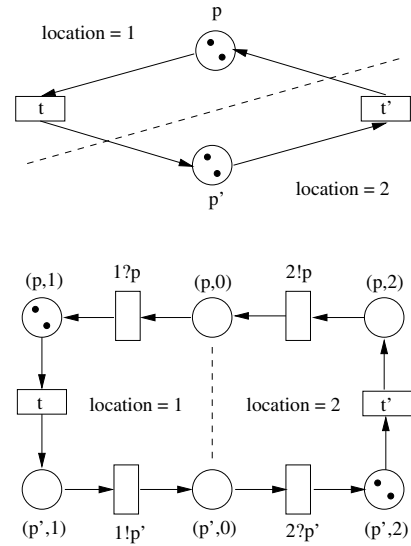 p
location = 1
t
t'
p'
location = 2
(p,1) 1?p (p,0) 2!p (p,2)
t location = 1 location = 2 t'
(p',1) 1!p' (p',0) 2?p' (p',2)